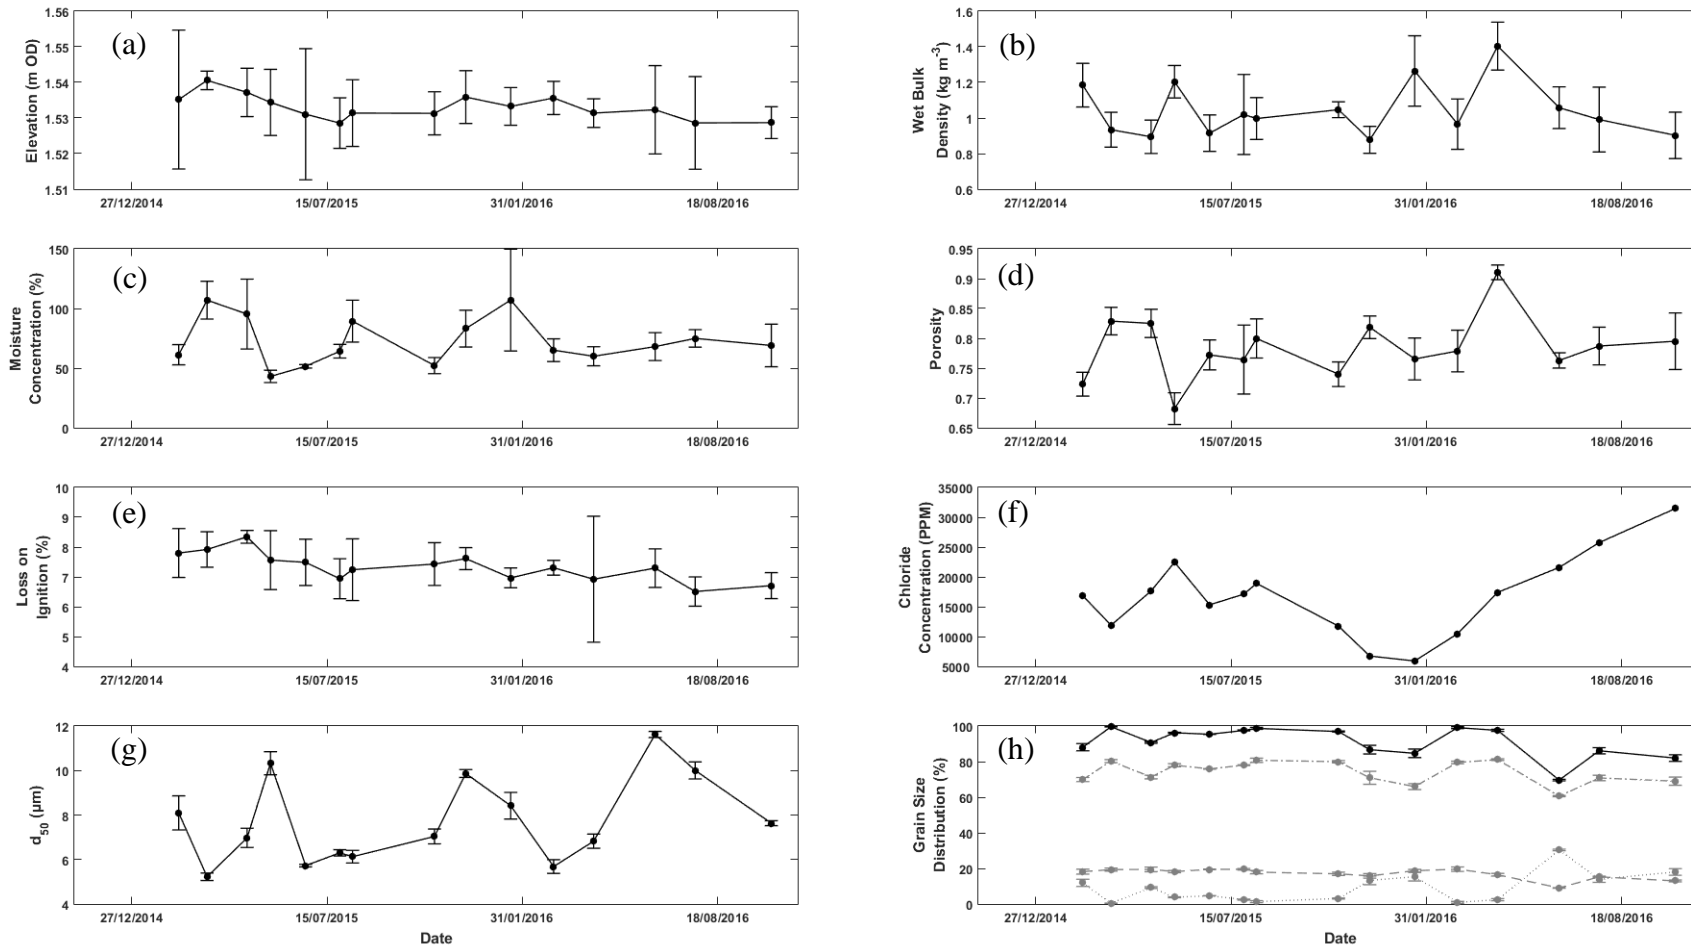 (a)
Elevation (m OD)
1.56
1.55
1.54
1.53
1.52
1.51
27/12/2014 15/07/2015 31/01/2016 18/08/2016
(b)
Wet Bulk
Density (kg m⁻³)
1.6
1.4
1.2
1
0.8
0.6
27/12/2014 15/07/2015 31/01/2016 18/08/2016
(c)
Moisture
Concentration (%)
150
100
50
0
27/12/2014 15/07/2015 31/01/2016 18/08/2016
(d)
Porosity
0.95
0.9
0.85
0.8
0.75
0.7
0.65
27/12/2014 15/07/2015 31/01/2016 18/08/2016
(e)
Loss on
Ignition (%)
10
9
8
7
6
5
4
27/12/2014 15/07/2015 31/01/2016 18/08/2016
(f)
Chloride
Concentration (PPM)
35000
30000
25000
20000
15000
10000
5000
27/12/2014 15/07/2015 31/01/2016 18/08/2016
(g)
d₅₀ (µm)
12
10
8
6
4
27/12/2014 15/07/2015 31/01/2016 18/08/2016
Date
(h)
Grain Size
Distribution (%)
100
80
60
40
20
0
27/12/2014 15/07/2015 31/01/2016 18/08/2016
Date